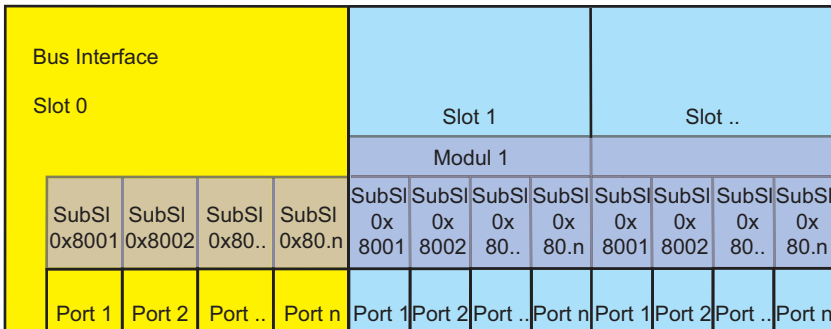 Bus Interface
Slot 0
Slot 1
Slot ..
Modul 1
SubSl
0x8001
SubSl
0x8002
SubSl
0x80..
SubSl
0x80.n
SubSl
0x
8001
SubSl
0x
8002
SubSl
0x
80..
SubSl
0x
80.n
SubSl
0x
8001
SubSl
0x
8002
SubSl
0x
80..
SubSl
0x
80.n
Port 1
Port 2
Port ..
Port n
Port 1
Port 2
Port ..
Port n
Port 1
Port 2
Port ..
Port n